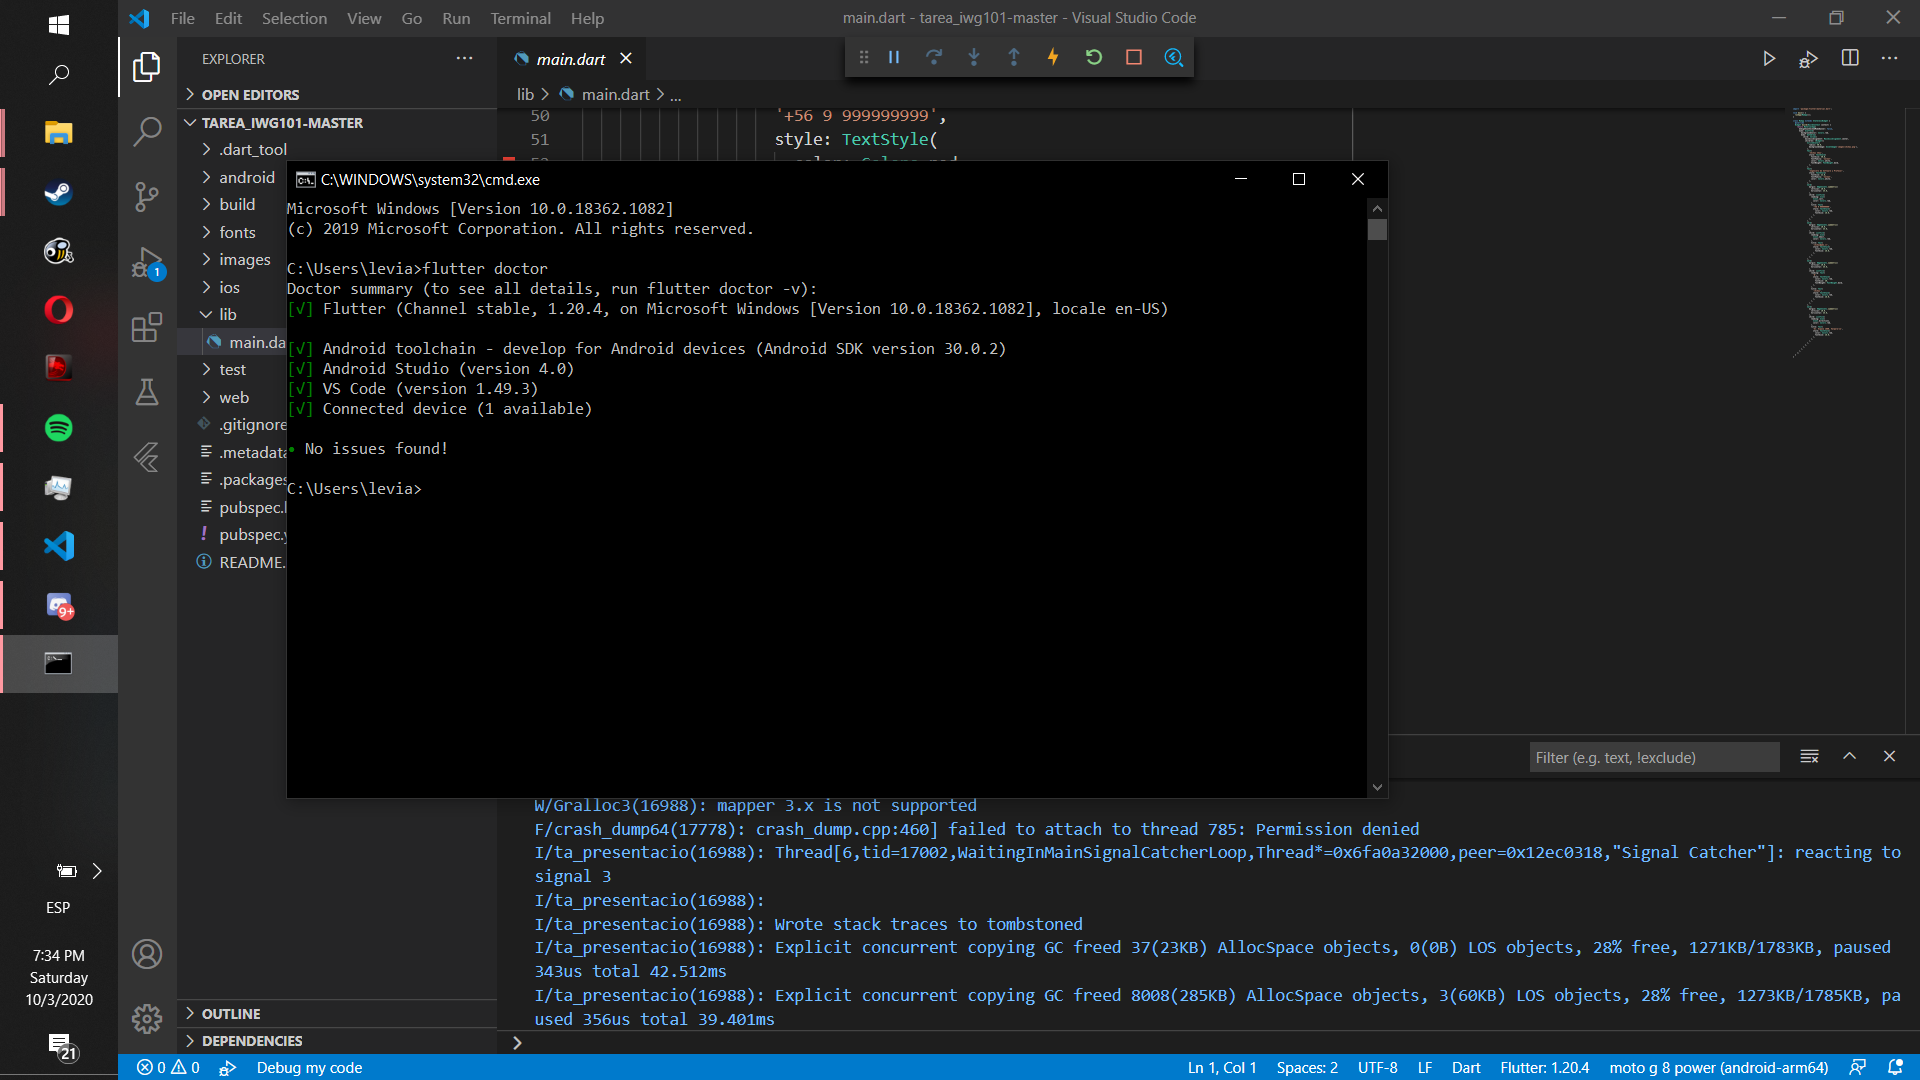 File Edit Selection View Go Run Terminal Help
main.dart - tarea_iwg101-master - Visual Studio Code
EXPLORER
main.dart
OPEN EDITORS
lib > main.dart > ...
TAREA_IWG101-MASTER
.dart_tool
android
build
fonts
images
ios
lib
main.da
test
web
.gitignore
.metadata
.packages
pubspec.
pubspec.y
README.
OUTLINE
DEPENDENCIES
50 '+56 9 999999999',
51 style: TextStyle(
C:\WINDOWS\system32\cmd.exe
Microsoft Windows [Version 10.0.18362.1082]
(c) 2019 Microsoft Corporation. All rights reserved.
C:\Users\levia>flutter doctor
Doctor summary (to see all details, run flutter doctor -v):
[√] Flutter (Channel stable, 1.20.4, on Microsoft Windows [Version 10.0.18362.1082], locale en-US)
[√] Android toolchain - develop for Android devices (Android SDK version 30.0.2)
[√] Android Studio (version 4.0)
[√] VS Code (version 1.49.3)
[√] Connected device (1 available)
• No issues found!
C:\Users\levia>
Filter (e.g. text, !exclude)
W/Gralloc3(16988): mapper 3.x is not supported
F/crash_dump64(17778): crash_dump.cpp:460] failed to attach to thread 785: Permission denied
I/ta_presentacio(16988): Thread[6,tid=17002,WaitingInMainSignalCatcherLoop,Thread*=0x6fa0a32000,peer=0x12ec0318,"Signal Catcher"]: reacting to
signal 3
I/ta_presentacio(16988):
I/ta_presentacio(16988): Wrote stack traces to tombstoned
I/ta_presentacio(16988): Explicit concurrent copying GC freed 37(23KB) AllocSpace objects, 0(0B) LOS objects, 28% free, 1271KB/1783KB, paused
343us total 42.512ms
I/ta_presentacio(16988): Explicit concurrent copying GC freed 8008(285KB) AllocSpace objects, 3(60KB) LOS objects, 28% free, 1273KB/1785KB, pa
used 356us total 39.401ms
1
9+
ESP
7:34 PM
Saturday
10/3/2020
21
0 0 Debug my code
Ln 1, Col 1 Spaces: 2 UTF-8 LF Dart Flutter: 1.20.4 moto g 8 power (android-arm64)